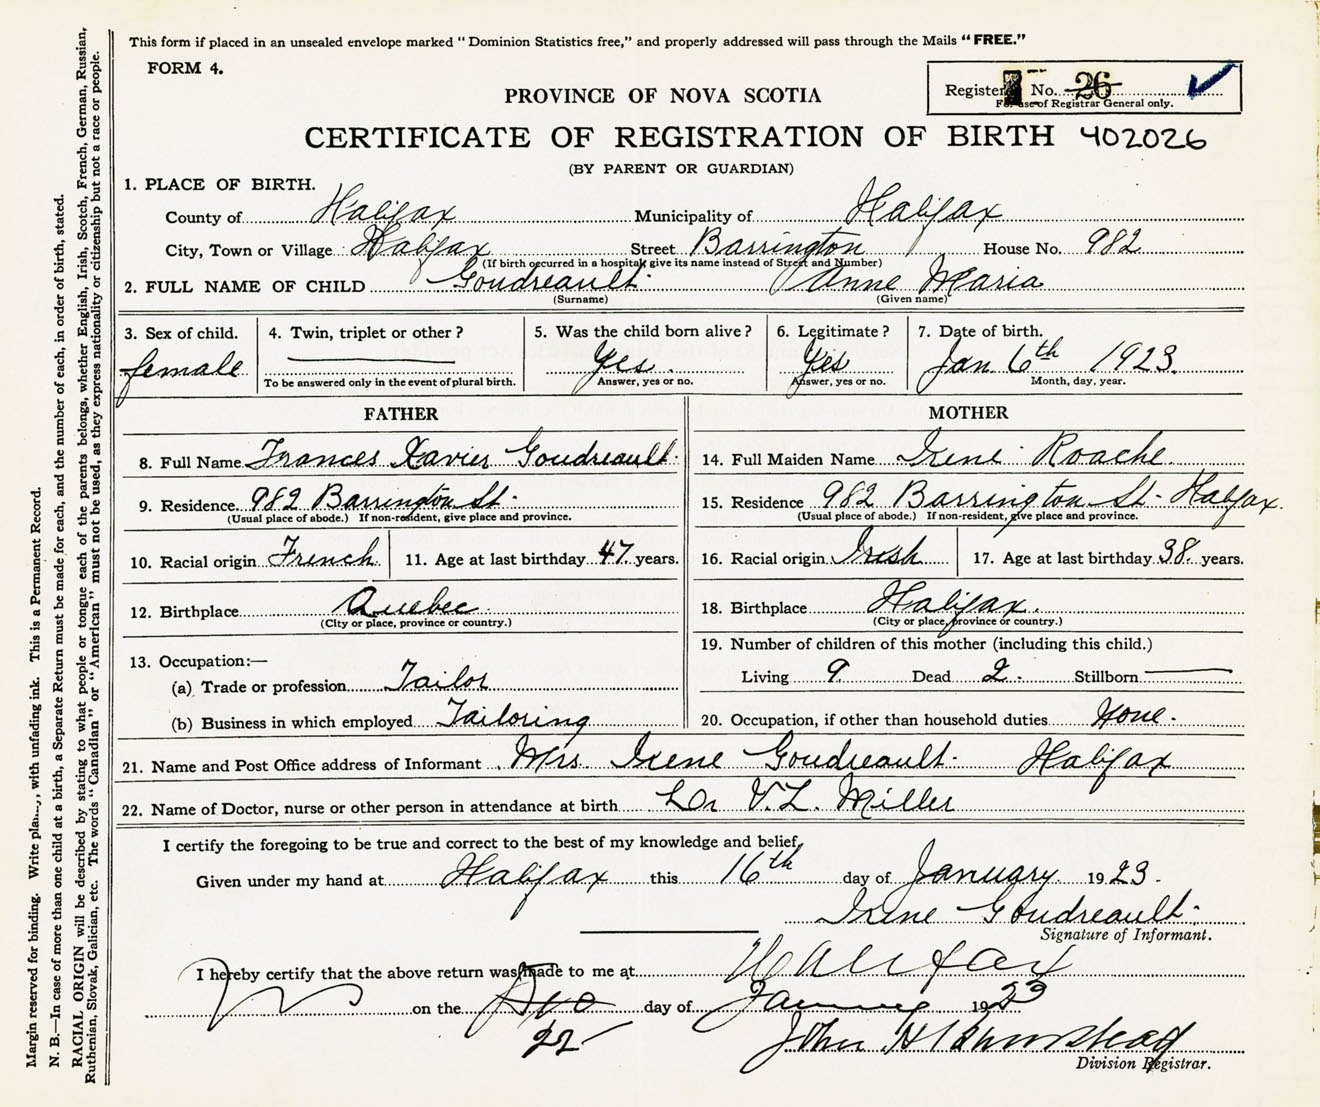 This form if placed in an unsealed envelope marked “Dominion Statistics free,” and properly addressed will pass through the Mails “FREE.”
FORM 4.
Register No. 26
For use of Registrar General only.
PROVINCE OF NOVA SCOTIA
CERTIFICATE OF REGISTRATION OF BIRTH 402026
(BY PARENT OR GUARDIAN)
1. PLACE OF BIRTH.
County of Halifax Municipality of Halifax
City, Town or Village Halifax Street Barrington House No. 982
(If birth occurred in a hospital give its name instead of Street and Number)
2. FULL NAME OF CHILD Goudreault Anne Maria
(Surname) (Given name)
3. Sex of child. female
4. Twin, triplet or other?
To be answered only in the event of plural birth.
5. Was the child born alive? Yes.
Answer, yes or no.
6. Legitimate? Yes
Answer, yes or no.
7. Date of birth. Jan 6th 1923.
Month, day, year.
FATHER
8. Full Name Frances Xavier Goudreault.
9. Residence 982 Barrington St.
(Usual place of abode.) If non-resident, give place and province.
10. Racial origin French 11. Age at last birthday 47 years.
12. Birthplace Quebec.
(City or place, province or country.)
13. Occupation:—
(a) Trade or profession Tailor
(b) Business in which employed Tailoring
MOTHER
14. Full Maiden Name Irene Roache.
15. Residence 982 Barrington St - Halifax.
(Usual place of abode.) If non-resident, give place and province.
16. Racial origin Irish 17. Age at last birthday 38 years.
18. Birthplace Halifax.
(City or place, province or country.)
19. Number of children of this mother (including this child.)
Living 9. Dead 2. Stillborn
20. Occupation, if other than household duties None.
21. Name and Post Office address of Informant Mrs. Irene Goudreault. Halifax
22. Name of Doctor, nurse or other person in attendance at birth Dr V.L. Miller
I certify the foregoing to be true and correct to the best of my knowledge and belief,
Given under my hand at Halifax this 16th day of January 1923.
Irene Goudreault.
Signature of Informant.
I hereby certify that the above return was made to me at Halifax
on the 22 day of January 1923
John H
Division Registrar.
Margin reserved for binding. Write with unfading ink. This is a Permanent Record.
N. B.—In case of more than one child at a birth, a Separate Return must be made for each, and the number of each, in order of birth, stated.
RACIAL ORIGIN will be described by stating to what people or tongue each of the parents belongs, whether English, Irish, Scotch, French, German, Russian,
Ruthenian, Slovak, Galician, etc. The words “Canadian” or “American” must not be used, as they express nationality or citizenship but not a race or people.